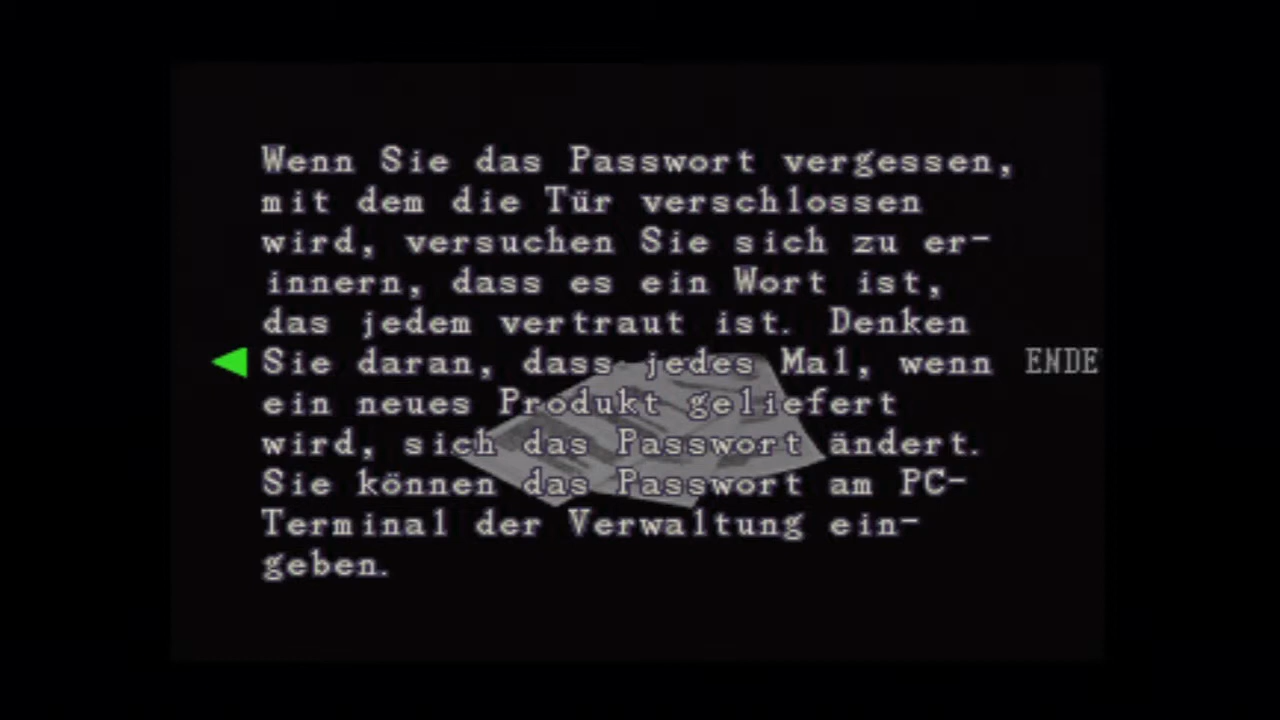 Wenn Sie das Passwort vergessen,
mit dem die Tür verschlossen
wird, versuchen Sie sich zu er-
innern, dass es ein Wort ist,
das jedem vertraut ist. Denken
Sie daran, dass jedes Mal, wenn ENDE
ein neues Produkt geliefert
wird, sich das Passwort ändert.
Sie können das Passwort am PC-
Terminal der Verwaltung ein-
geben.